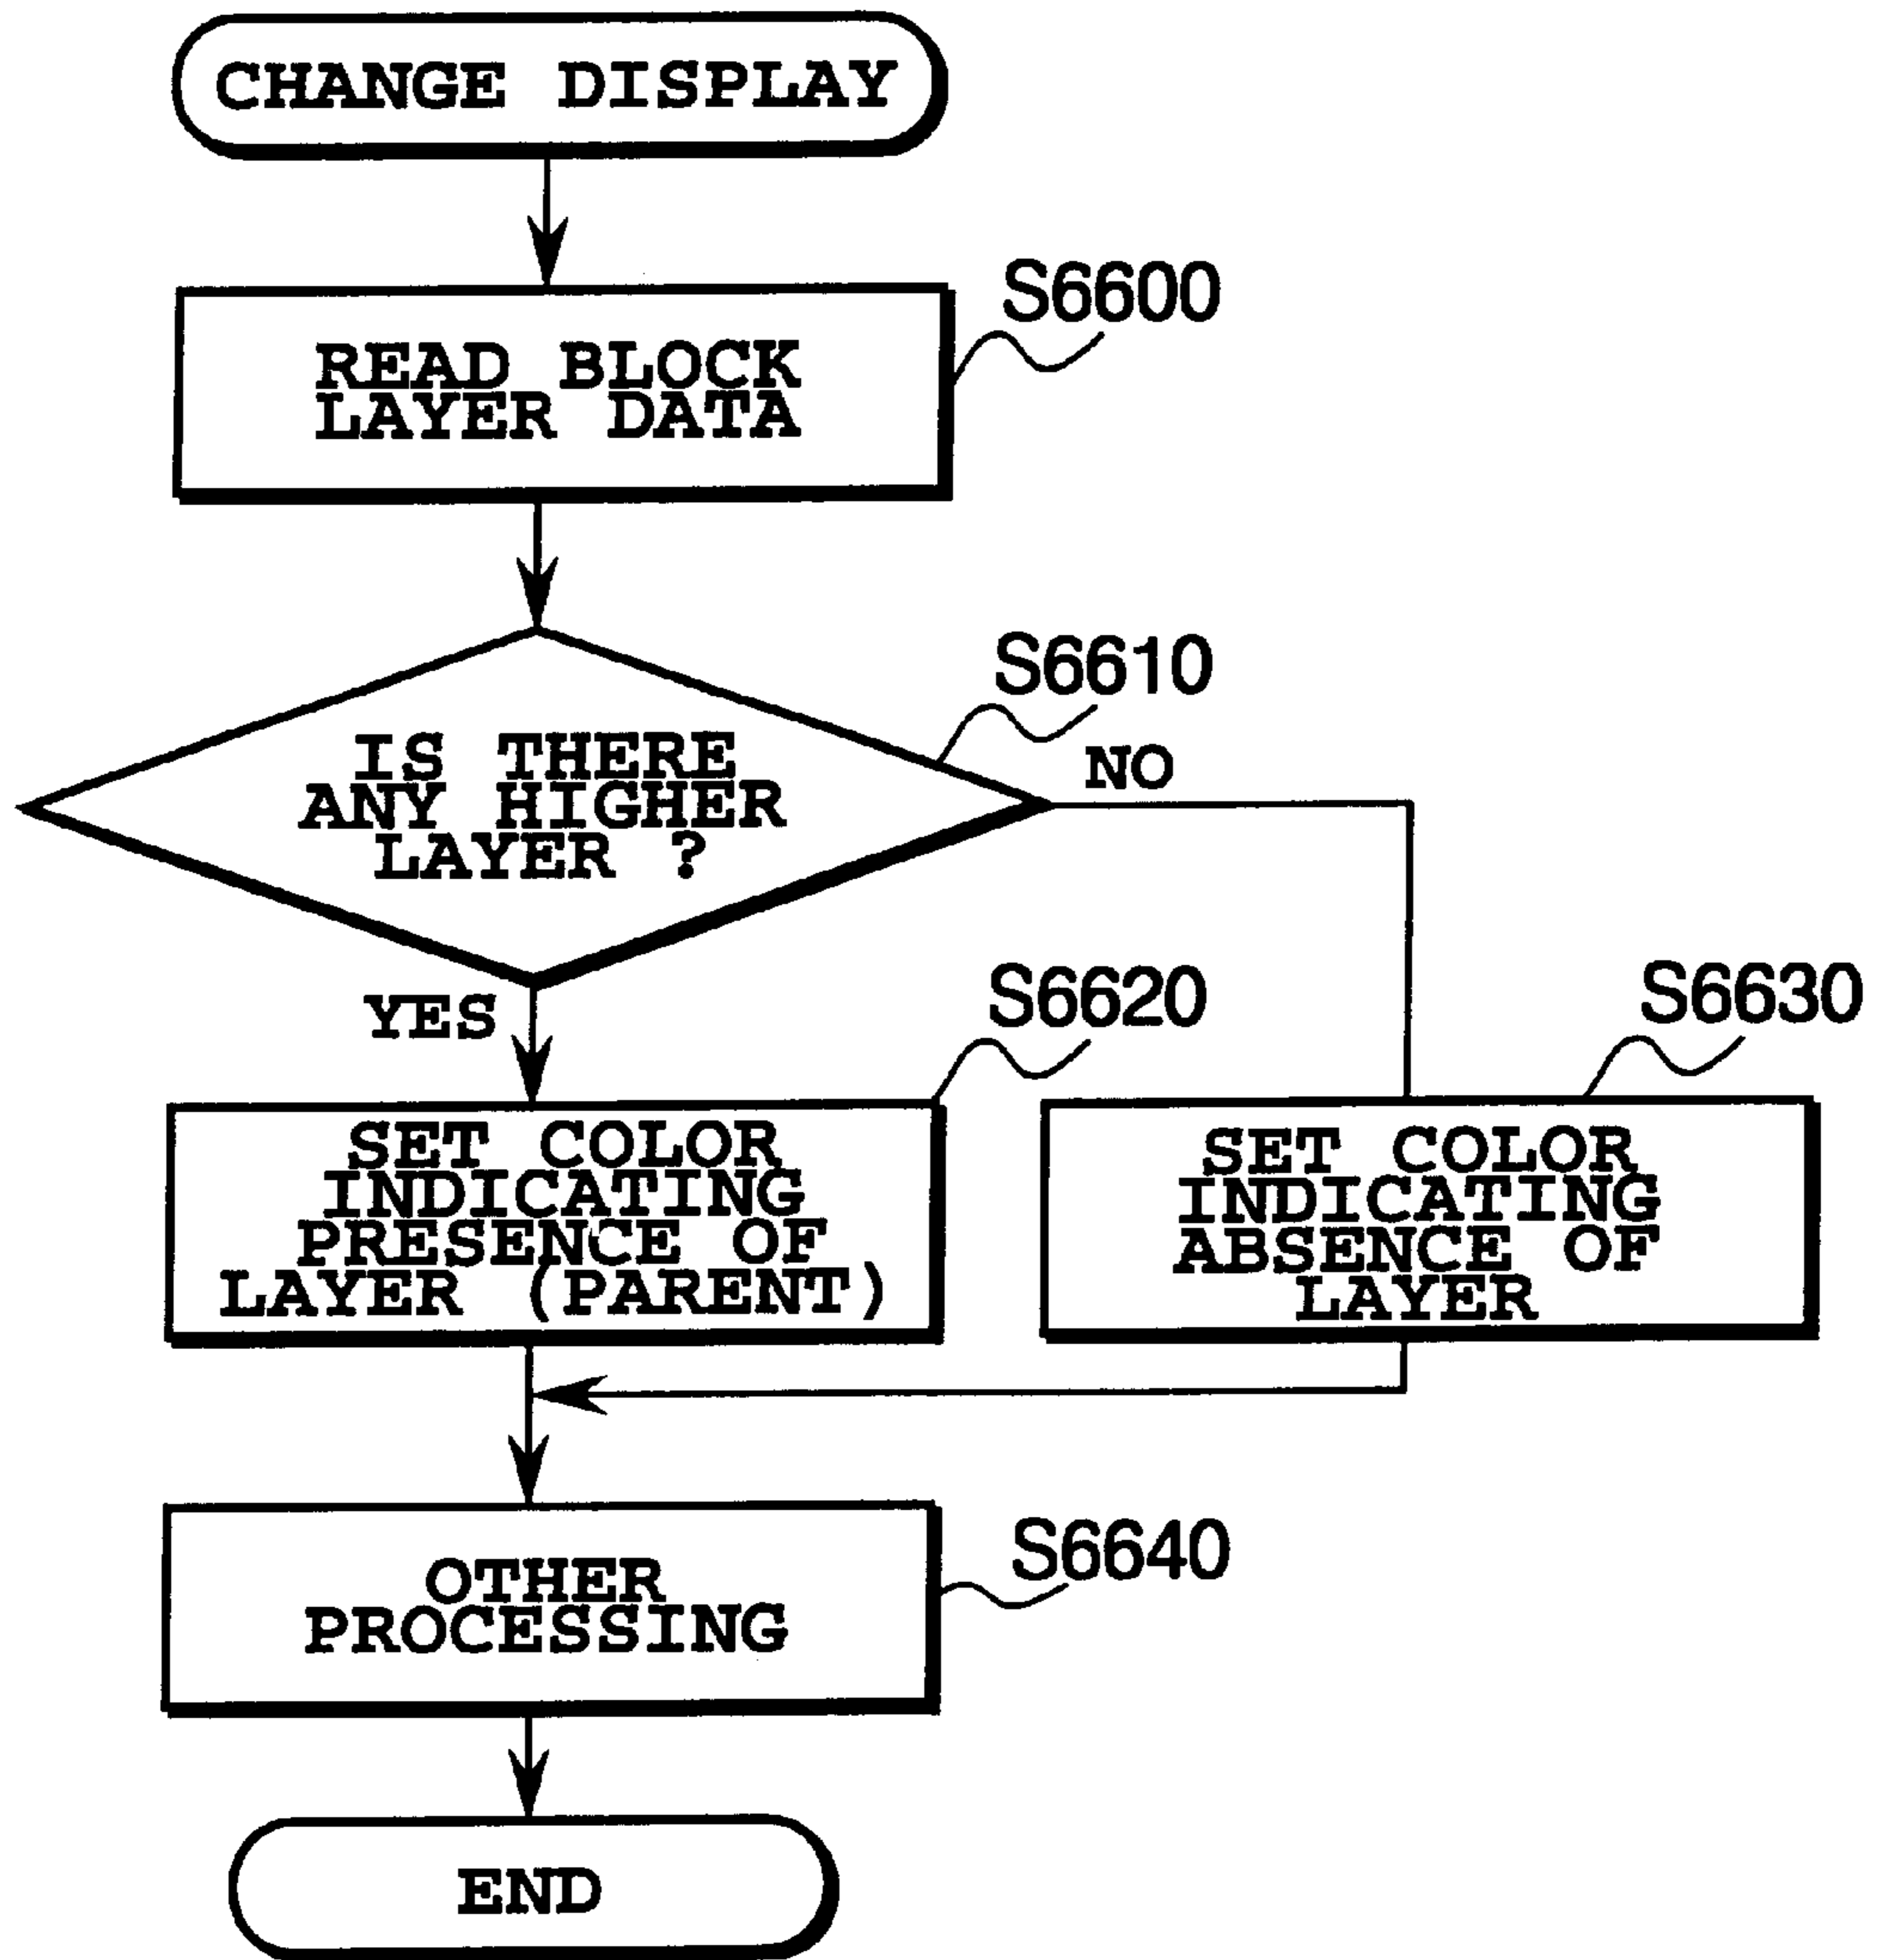 CHANGE DISPLAY
S6600
READ BLOCK
LAYER DATA
S6610
IS THERE
ANY HIGHER
LAYER ?
NO
YES
S6620
S6630
SET COLOR
INDICATING
PRESENCE OF
LAYER (PARENT)
SET COLOR
INDICATING
ABSENCE OF
LAYER
S6640
OTHER
PROCESSING
END